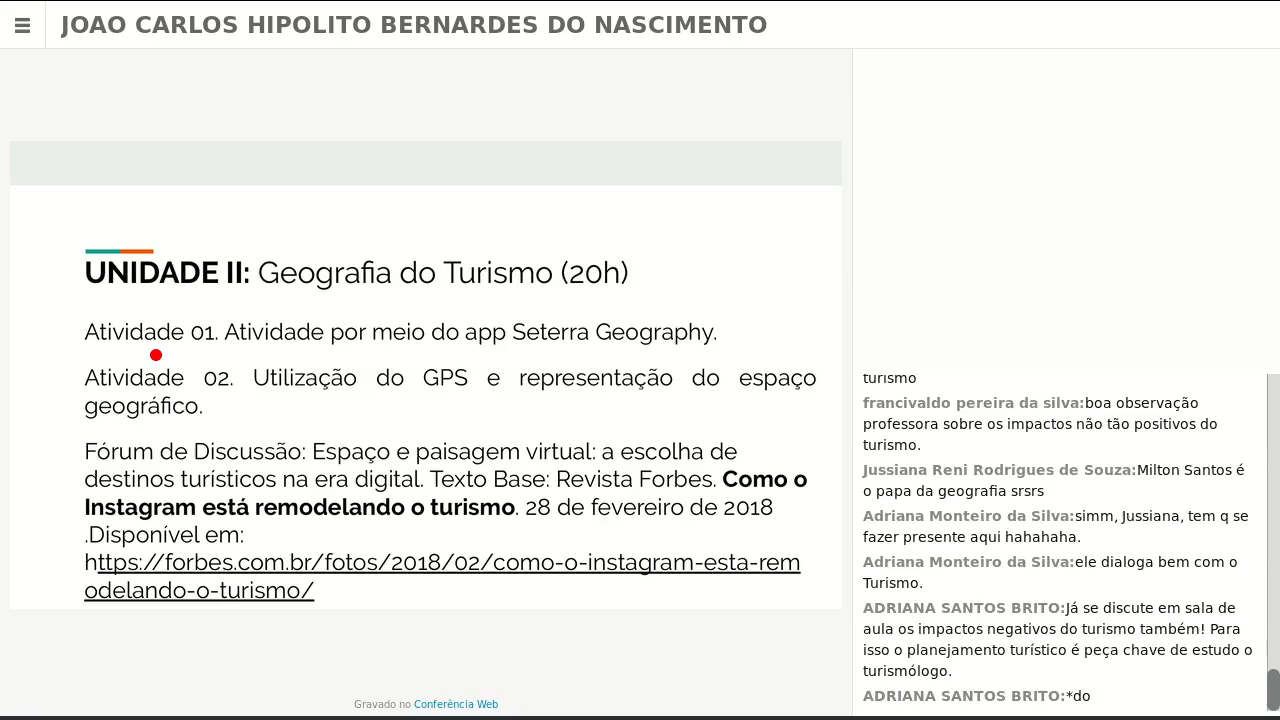 JOAO CARLOS HIPOLITO BERNARDES DO NASCIMENTO
UNIDADE II: Geografia do Turismo (20h)
Atividade 01. Atividade por meio do app Seterra Geography.
Atividade 02. Utilização do GPS e representação do espaço
geográfico.
Fórum de Discussão: Espaço e paisagem virtual: a escolha de
destinos turísticos na era digital. Texto Base: Revista Forbes. Como o
Instagram está remodelando o turismo. 28 de fevereiro de 2018
.Disponível em:
https://forbes.com.br/fotos/2018/02/como-o-instagram-esta-rem
odelando-o-turismo/
Gravado no Conferência Web
turismo
francivaldo pereira da silva:boa observação
professora sobre os impactos não tão positivos do
turismo.
Jussiana Reni Rodrigues de Souza:Milton Santos é
o papa da geografia srsrs
Adriana Monteiro da Silva:simm, Jussiana, tem q se
fazer presente aqui hahahaha.
Adriana Monteiro da Silva:ele dialoga bem com o
Turismo.
ADRIANA SANTOS BRITO:Já se discute em sala de
aula os impactos negativos do turismo também! Para
isso o planejamento turístico é peça chave de estudo o
turismólogo.
ADRIANA SANTOS BRITO:*do